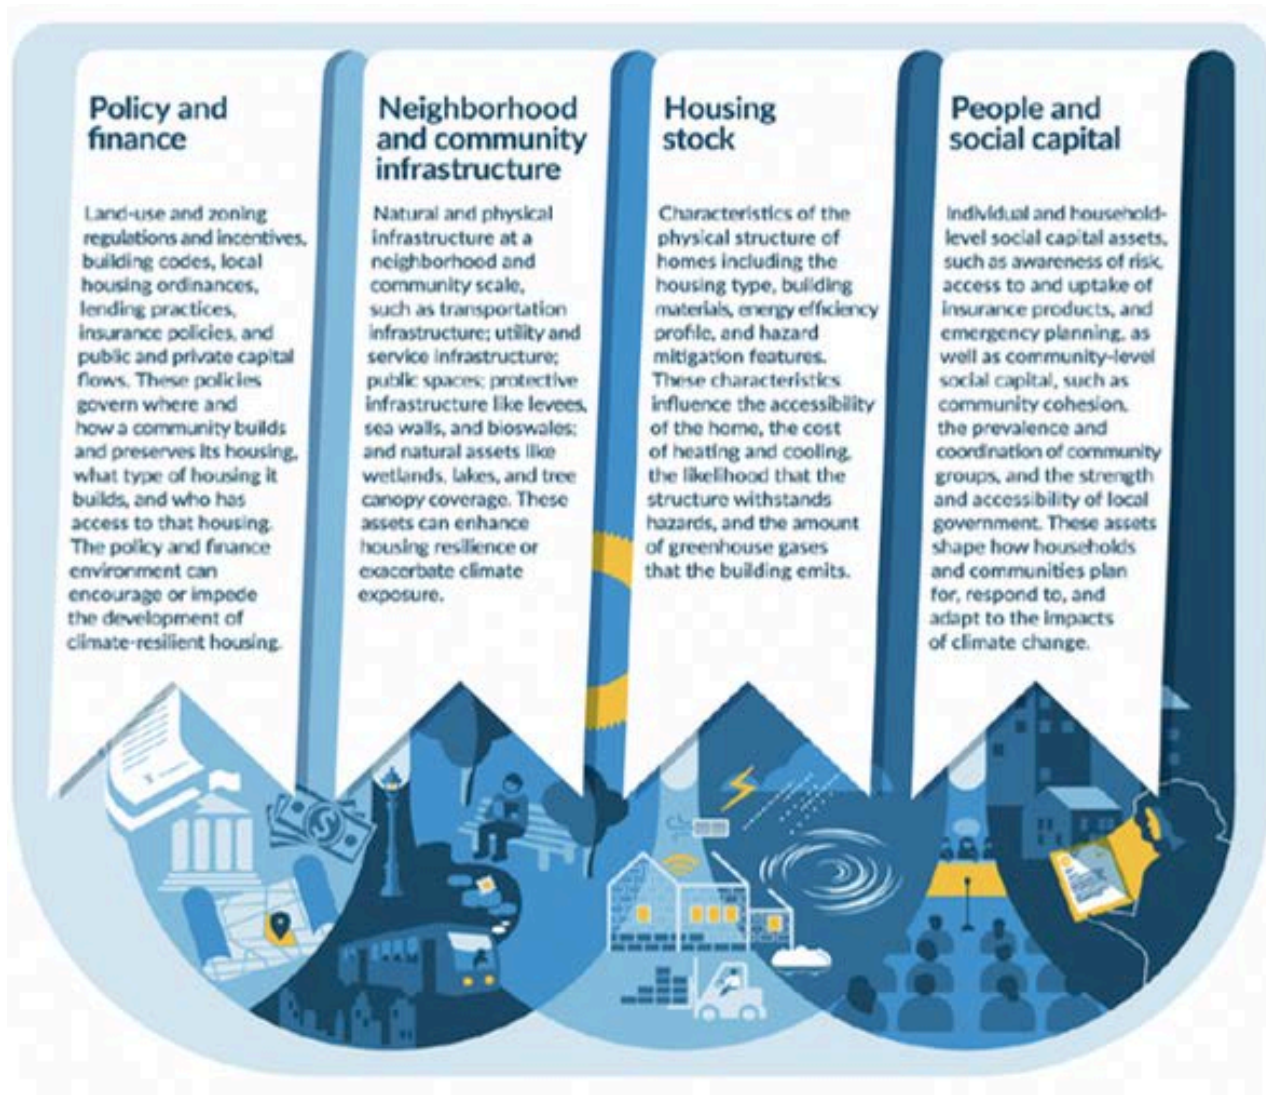 Policy and
finance
Land-use and zoning
regulations and incentives,
building codes, local
housing ordinances,
lending practices,
insurance policies, and
public and private capital
flows. These policies
govern where and
how a community builds
and preserves its housing,
what type of housing it
builds, and who has
access to that housing.
The policy and finance
environment can
encourage or impede
the development of
climate-resilient housing.
Neighborhood
and community
infrastructure
Natural and physical
infrastructure at a
neighborhood and
community scale,
such as transportation
infrastructure; utility and
service infrastructure;
public spaces; protective
infrastructure like levees,
sea walls, and bioswales;
and natural assets like
wetlands, lakes, and tree
canopy coverage. These
assets can enhance
housing resilience or
exacerbate climate
exposure.
Housing
stock
Characteristics of the
physical structure of
homes including the
housing type, building
materials, energy efficiency
profile, and hazard
mitigation features.
These characteristics
influence the accessibility
of the home, the cost
of heating and cooling,
the likelihood that the
structure withstands
hazards, and the amount
of greenhouse gases
that the building emits.
People and
social capital
Individual and household-
level social capital assets,
such as awareness of risk,
access to and uptake of
insurance products, and
emergency planning, as
well as community-level
social capital, such as
community cohesion,
the prevalence and
coordination of community
groups, and the strength
and accessibility of local
government. These assets
shape how households
and communities plan
for, respond to, and
adapt to the impacts
of climate change.
$